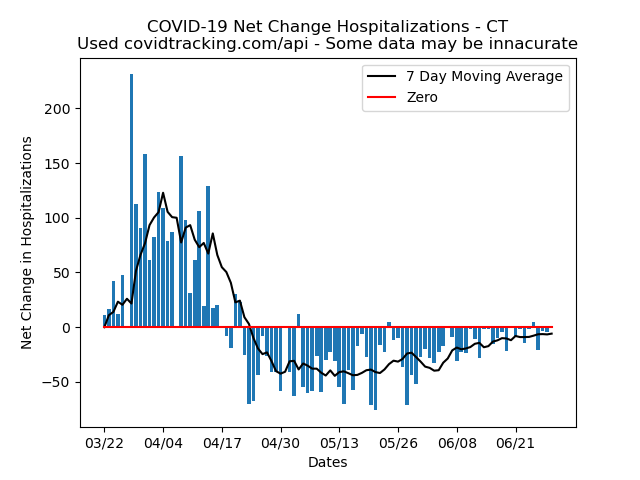 COVID-19 Net Change Hospitalizations - CT
Used covidtracking.com/api - Some data may be innacurate
7 Day Moving Average
Zero
Net Change in Hospitalizations
200
150
100
50
0
−50
03/22 04/04 04/17 04/30 05/13 05/26 06/08 06/21
Dates